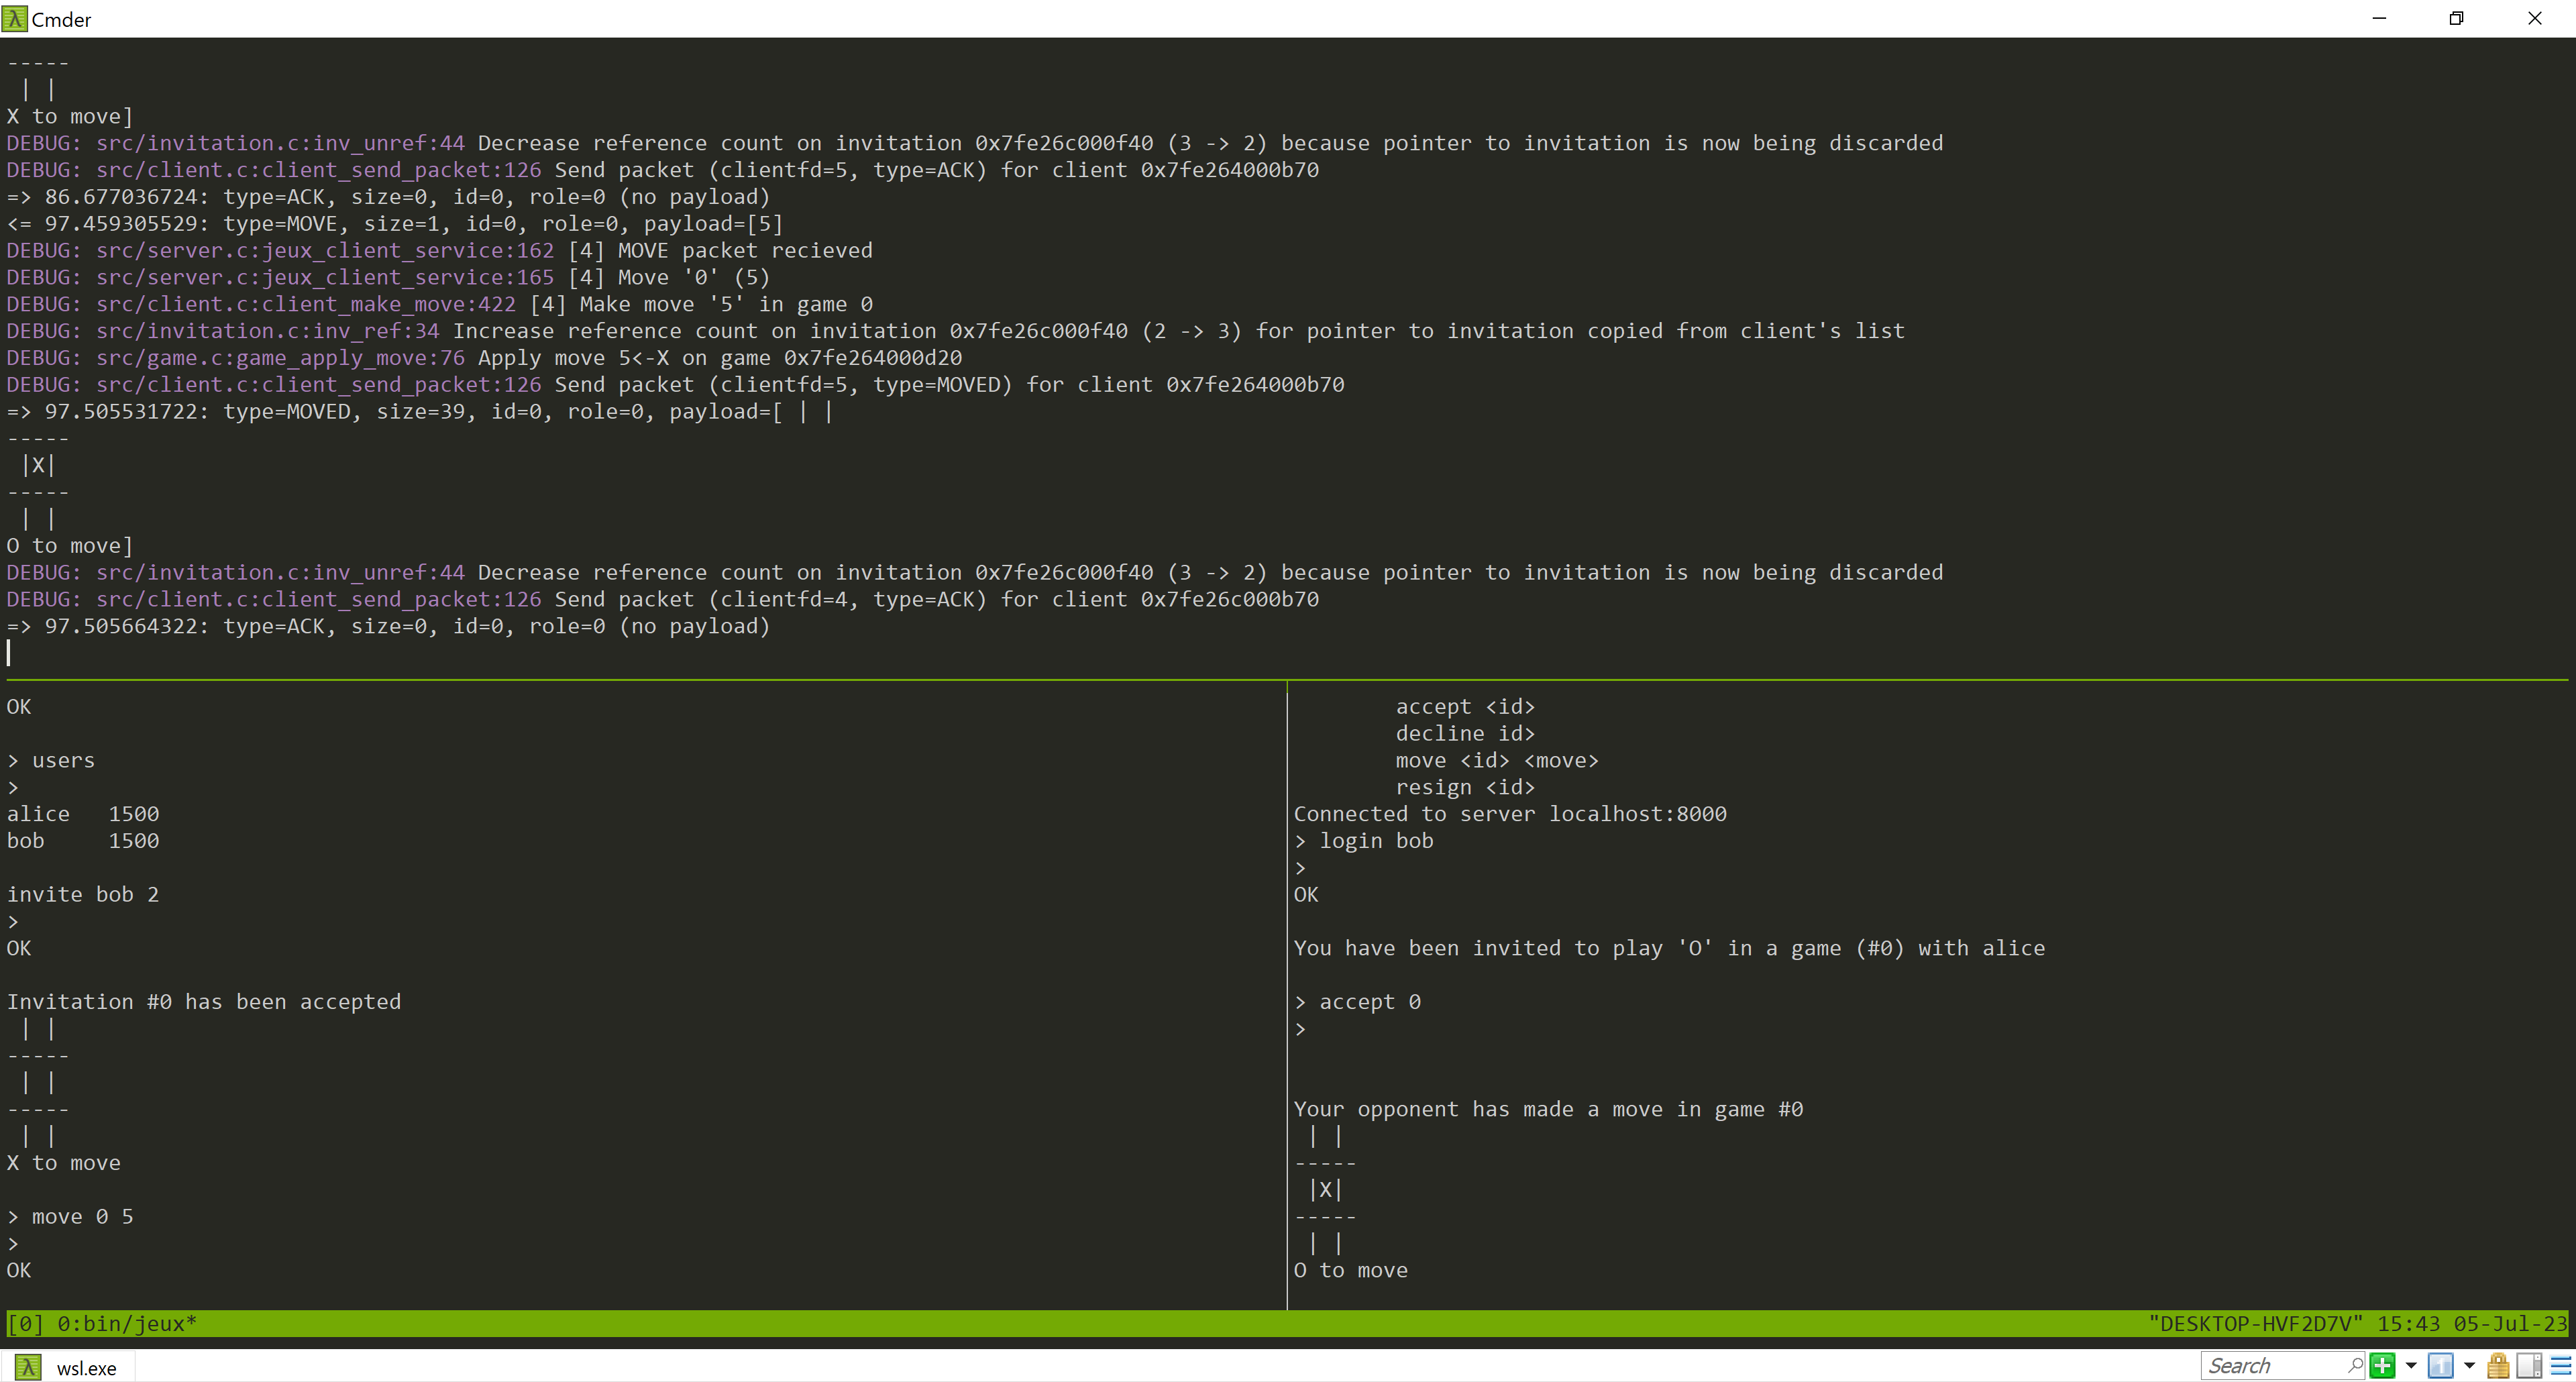 Cmder
-----
 | |
X to move]
DEBUG: src/invitation.c:inv_unref:44 Decrease reference count on invitation 0x7fe26c000f40 (3 -> 2) because pointer to invitation is now being discarded
DEBUG: src/client.c:client_send_packet:126 Send packet (clientfd=5, type=ACK) for client 0x7fe264000b70
=> 86.677036724: type=ACK, size=0, id=0, role=0 (no payload)
<= 97.459305529: type=MOVE, size=1, id=0, role=0, payload=[5]
DEBUG: src/server.c:jeux_client_service:162 [4] MOVE packet recieved
DEBUG: src/server.c:jeux_client_service:165 [4] Move '0' (5)
DEBUG: src/client.c:client_make_move:422 [4] Make move '5' in game 0
DEBUG: src/invitation.c:inv_ref:34 Increase reference count on invitation 0x7fe26c000f40 (2 -> 3) for pointer to invitation copied from client's list
DEBUG: src/game.c:game_apply_move:76 Apply move 5<-X on game 0x7fe264000d20
DEBUG: src/client.c:client_send_packet:126 Send packet (clientfd=5, type=MOVED) for client 0x7fe264000b70
=> 97.505531722: type=MOVED, size=39, id=0, role=0, payload=[ | |
-----
 |X|
-----
 | |
O to move]
DEBUG: src/invitation.c:inv_unref:44 Decrease reference count on invitation 0x7fe26c000f40 (3 -> 2) because pointer to invitation is now being discarded
DEBUG: src/client.c:client_send_packet:126 Send packet (clientfd=4, type=ACK) for client 0x7fe26c000b70
=> 97.505664322: type=ACK, size=0, id=0, role=0 (no payload)
OK
> users
>
alice   1500
bob     1500
invite bob 2
>
OK
Invitation #0 has been accepted
 | |
-----
 | |
-----
 | |
X to move
> move 0 5
>
OK
        accept <id>
        decline id>
        move <id> <move>
        resign <id>
Connected to server localhost:8000
> login bob
>
OK
You have been invited to play 'O' in a game (#0) with alice
> accept 0
>
Your opponent has made a move in game #0
 | |
-----
 |X|
-----
 | |
O to move
[0] 0:bin/jeux*
"DESKTOP-HVF2D7V" 15:43 05-Jul-23
wsl.exe
Search